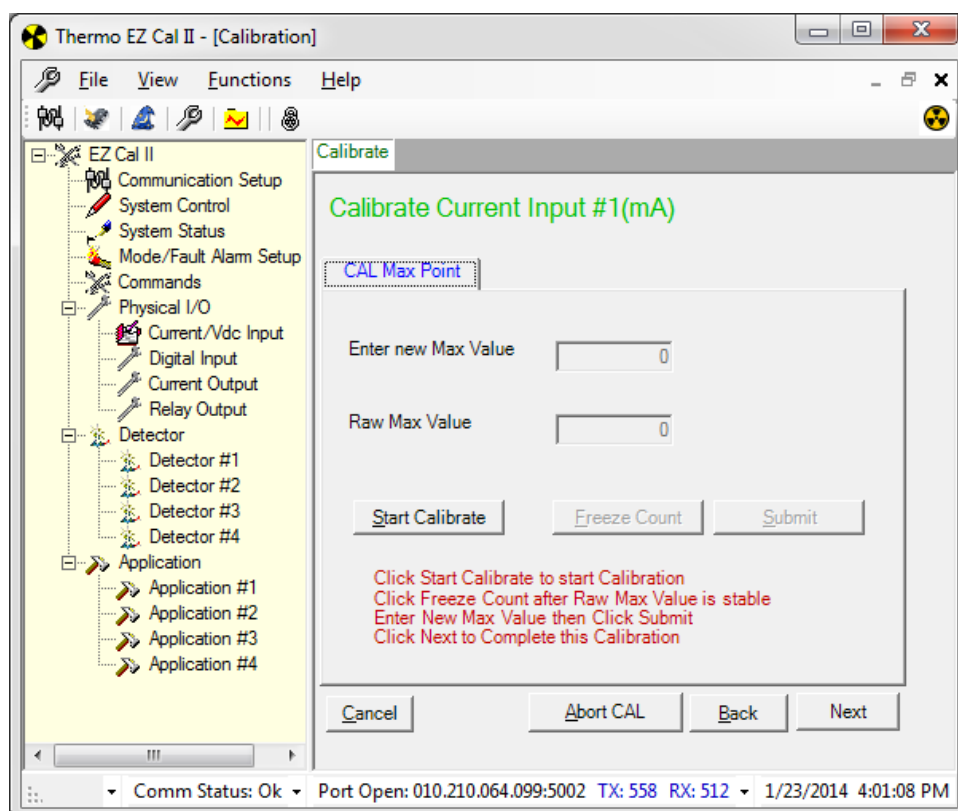 Thermo EZ Cal II - [Calibration]
File View Functions Help
EZ Cal II
Communication Setup
System Control
System Status
Mode/Fault Alarm Setup
Commands
Physical I/O
Current/Vdc Input
Digital Input
Current Output
Relay Output
Detector
Detector #1
Detector #2
Detector #3
Detector #4
Application
Application #1
Application #2
Application #3
Application #4
Calibrate
Calibrate Current Input #1(mA)
CAL Max Point
Enter new Max Value 0
Raw Max Value 0
Start Calibrate Freeze Count Submit
Click Start Calibrate to start Calibration
Click Freeze Count after Raw Max Value is stable
Enter New Max Value then Click Submit
Click Next to Complete this Calibration
Cancel Abort CAL Back Next
Comm Status: Ok Port Open: 010.210.064.099:5002 TX: 558 RX: 512 1/23/2014 4:01:08 PM